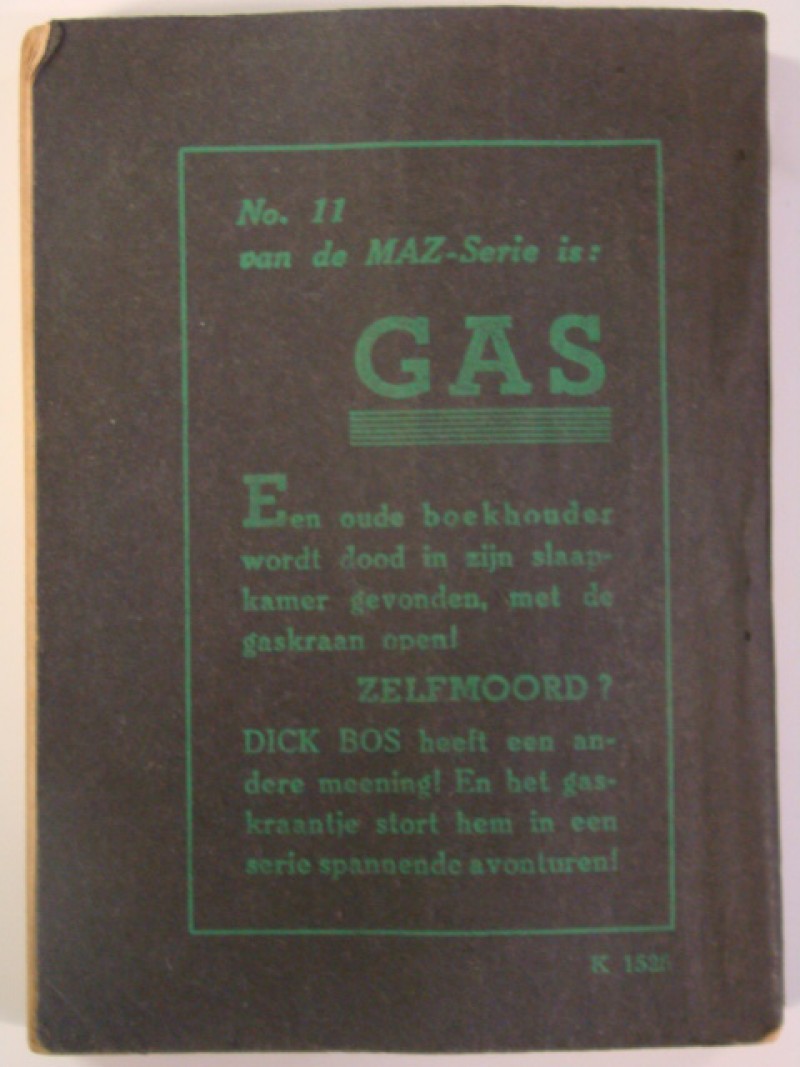 No. 11
van de MAZ-Serie is:
GAS
Een oude boekhouder
wordt dood in zijn slaap-
kamer gevonden, met de
gaskraan open!
ZELFMOORD?
DICK BOS heeft een an-
dere meening! En het gas-
kraantje stort hem in een
serie spannende avonturen!
K